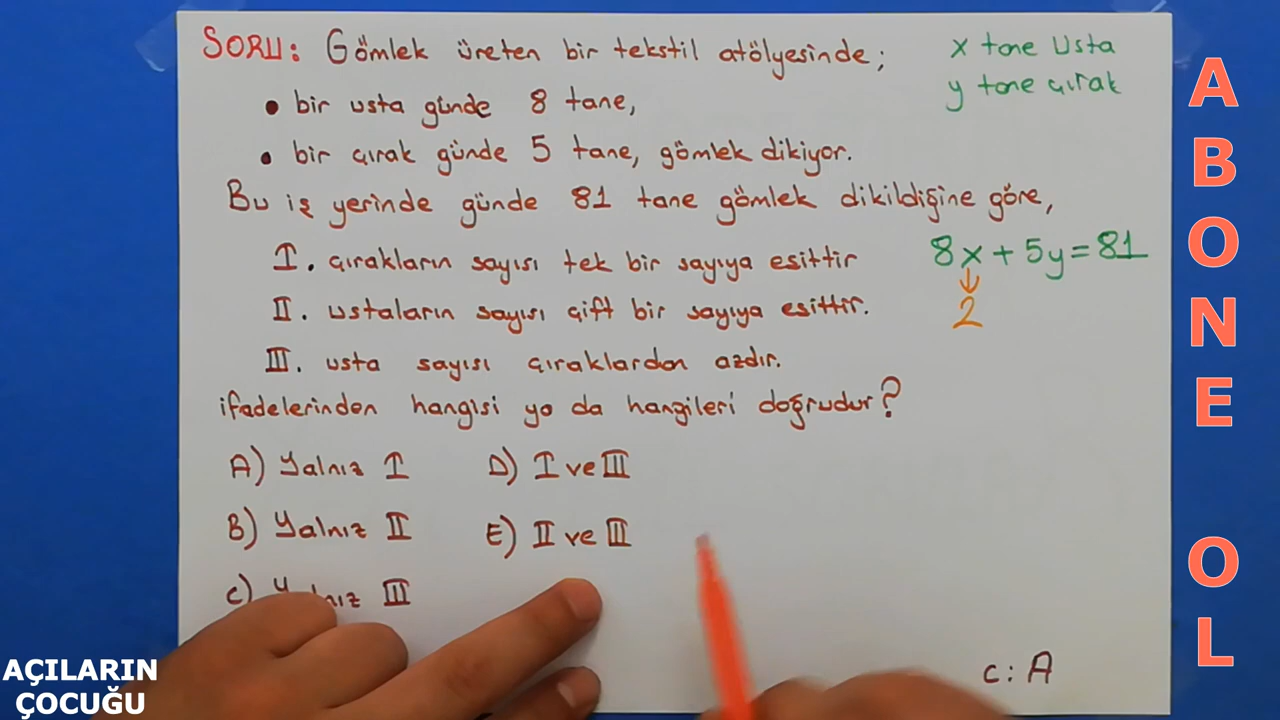 SORU: Gömlek üreten bir tekstil atölyesinde;
• bir usta günde 8 tane,
• bir çırak günde 5 tane, gömlek dikiyor.
Bu iş yerinde günde 81 tane gömlek dikildiğine göre,
I. çırakların sayısı tek bir sayıya eşittir
II. ustaların sayısı çift bir sayıya eşittir.
III. usta sayısı çıraklardan azdır.
ifadelerinden hangisi ya da hangileri doğrudur?
A) Yalnız I
B) Yalnız II
C) Yalnız III
D) I ve III
E) II ve III
x tane Usta
y tane çırak
8x+5y=81
↓
2
C: A
ABONE OL
AÇILARIN
ÇOCUĞU